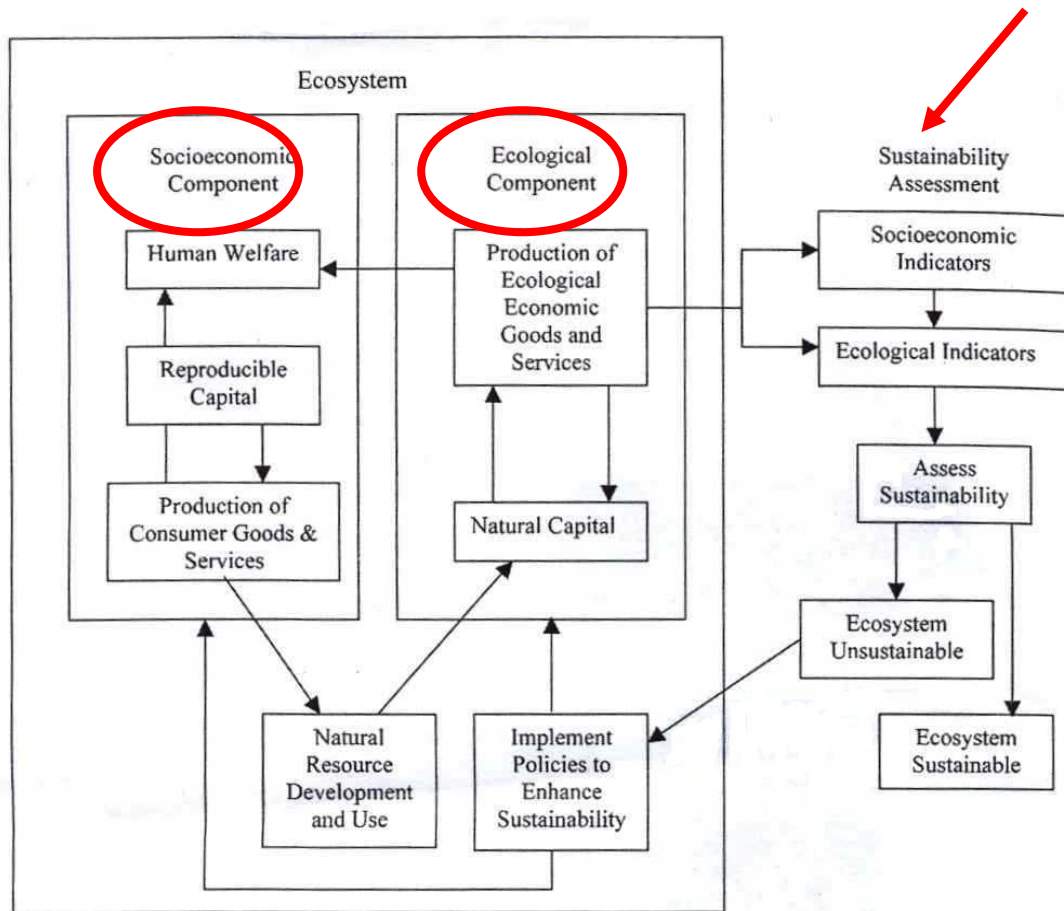 Ecosystem
Socioeconomic
Component
Human Welfare
Reproducible
Capital
Production of
Consumer Goods &
Services
Ecological
Component
Production of
Ecological
Economic
Goods and
Services
Natural Capital
Natural
Resource
Development
and Use
Implement
Policies to
Enhance
Sustainability
Sustainability
Assessment
Socioeconomic
Indicators
Ecological Indicators
Assess
Sustainability
Ecosystem
Unsustainable
Ecosystem
Sustainable